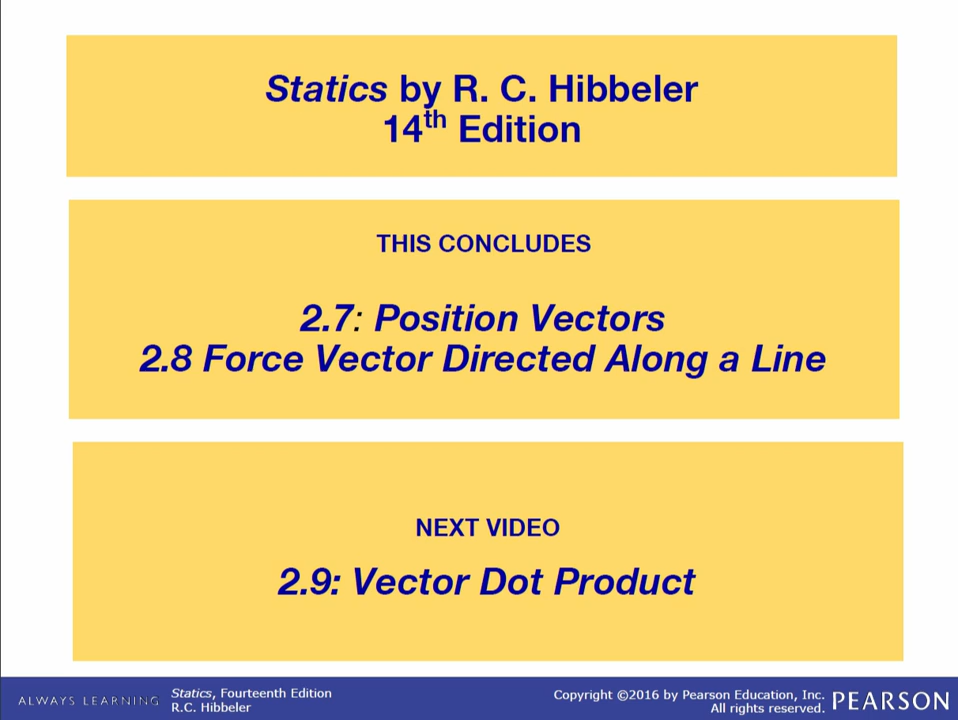 Statics by R. C. Hibbeler
14th Edition
THIS CONCLUDES
2.7: Position Vectors
2.8 Force Vector Directed Along a Line
NEXT VIDEO
2.9: Vector Dot Product
ALWAYS LEARNING
Statics, Fourteenth Edition
R.C. Hibbeler
Copyright ©2016 by Pearson Education, Inc.
All rights reserved.
PEARSON